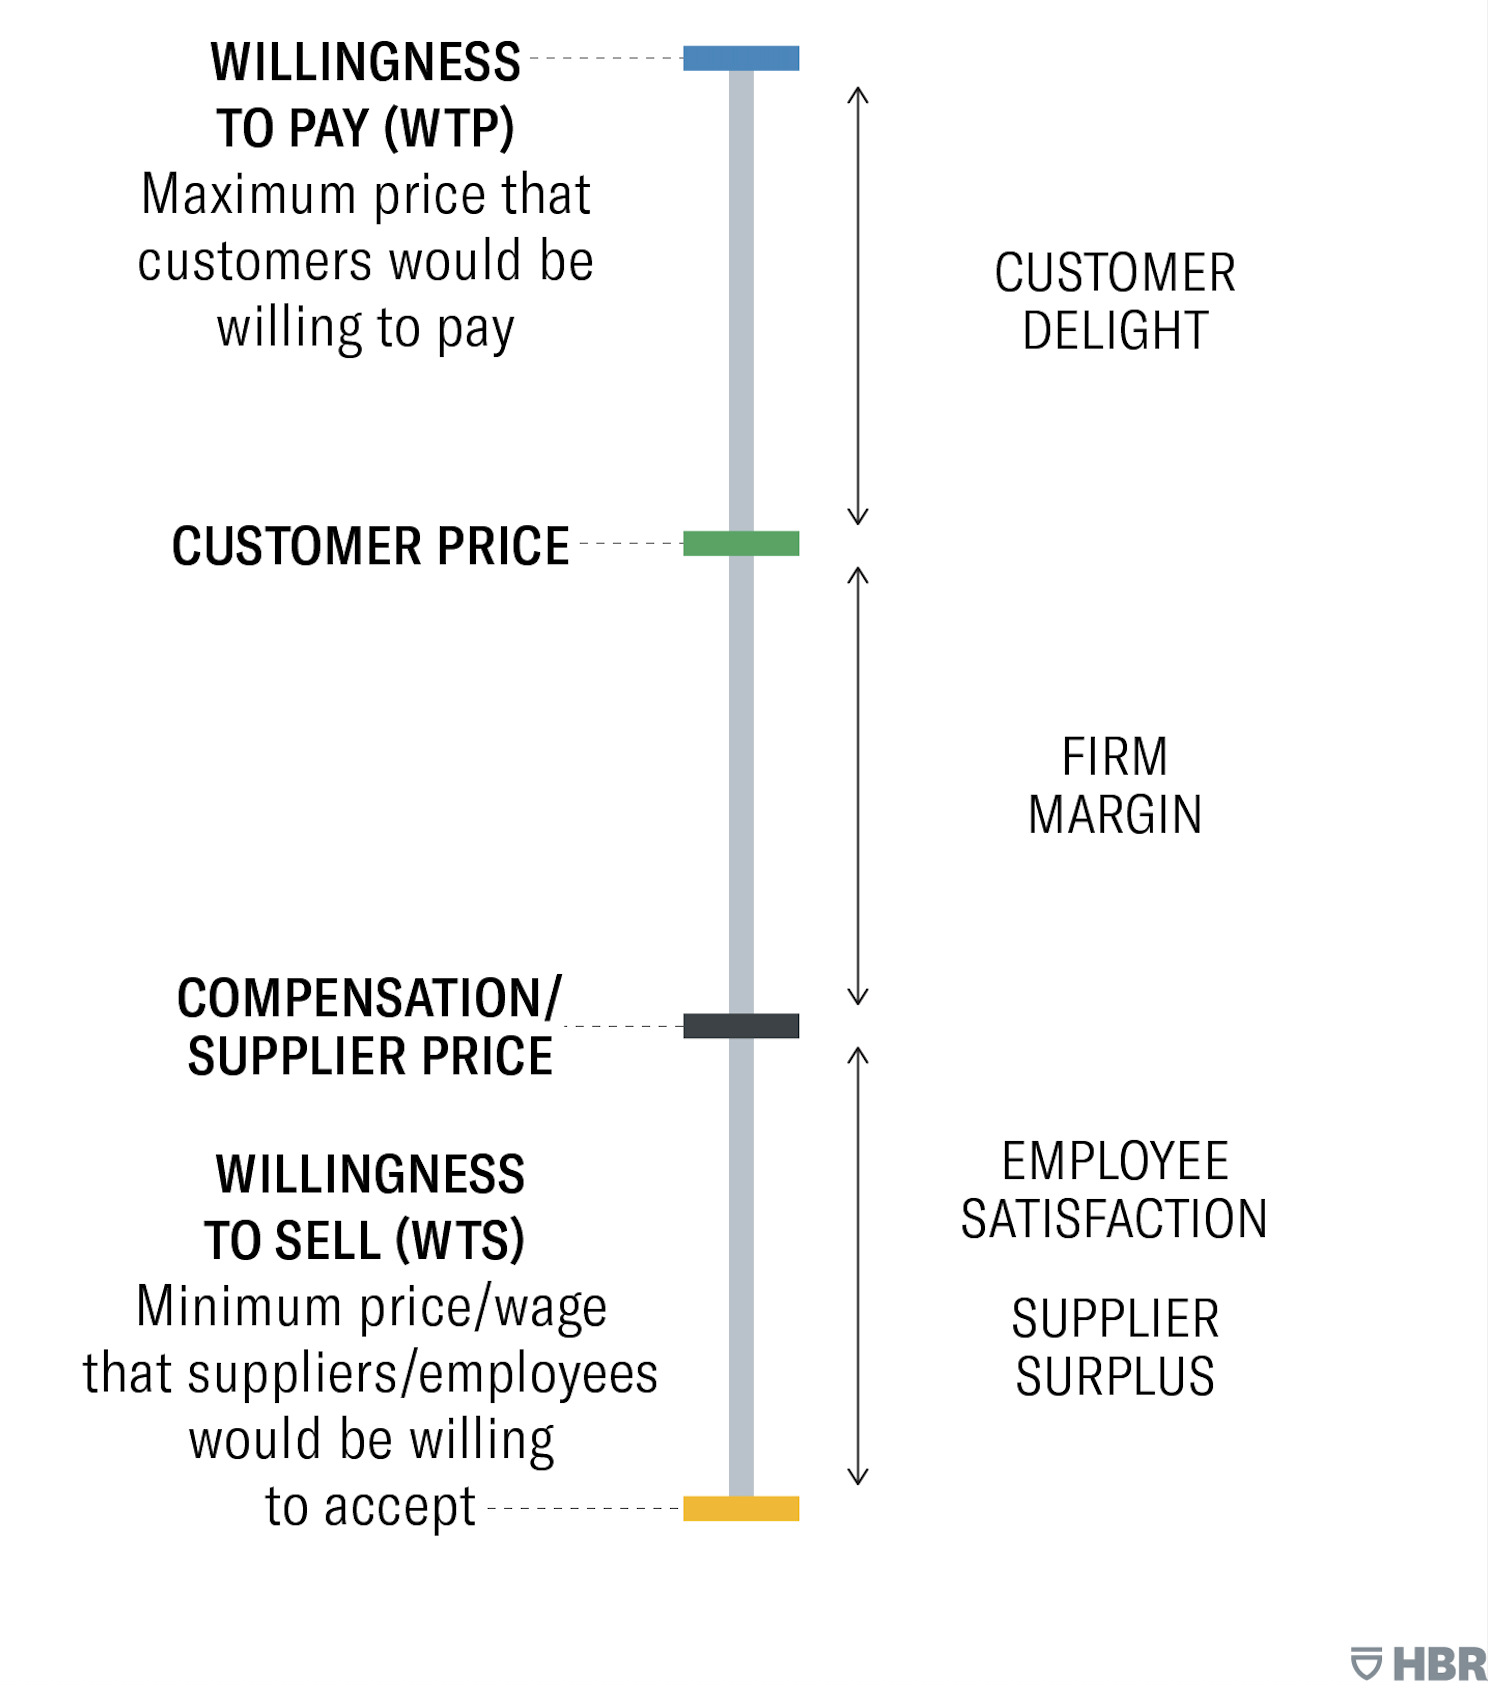 WILLINGNESS
TO PAY (WTP)
Maximum price that
customers would be
willing to pay
CUSTOMER
DELIGHT
CUSTOMER PRICE
FIRM
MARGIN
COMPENSATION/
SUPPLIER PRICE
WILLINGNESS
TO SELL (WTS)
Minimum price/wage
that suppliers/employees
would be willing
to accept
EMPLOYEE
SATISFACTION
SUPPLIER
SURPLUS
HBR